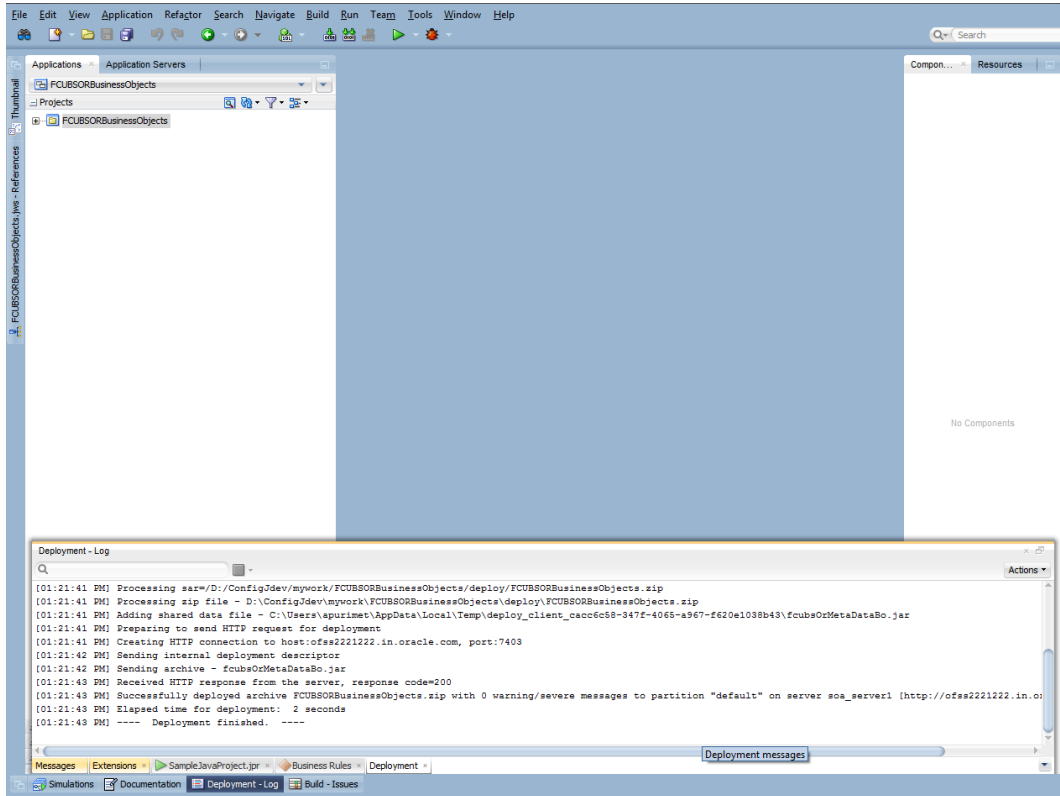 File Edit View Application Refactor Search Navigate Build Run Team Tools Window Help
Search
Applications Application Servers
Compon... Resources
FCUBSORBusinessObjects
Projects
FCUBSORBusinessObjects
Thumbnail
FCUBSORBusinessObjects.jws - References
No Components
Deployment - Log
Actions
[01:21:41 PM] Processing sar=/D:/ConfigJdev/mywork/FCUBSORBusinessObjects/deploy/FCUBSORBusinessObjects.zip
[01:21:41 PM] Processing zip file - D:\ConfigJdev\mywork\FCUBSORBusinessObjects\deploy\FCUBSORBusinessObjects.zip
[01:21:41 PM] Adding shared data file - C:\Users\apurimet\AppData\Local\Temp\deploy_client_cacc6c58-347f-4065-a967-f620e1038b43\fcubsOrMetaDataBo.jar
[01:21:41 PM] Preparing to send HTTP request for deployment
[01:21:41 PM] Creating HTTP connection to host:ofss2221222.in.oracle.com, port:7403
[01:21:42 PM] Sending internal deployment descriptor
[01:21:42 PM] Sending archive - fcubsOrMetaDataBo.jar
[01:21:43 PM] Received HTTP response from the server, response code=200
[01:21:43 PM] Successfully deployed archive FCUBSORBusinessObjects.zip with 0 warning/severe messages to partition "default" on server soa_server1 [http://ofss2221222.in.o
[01:21:43 PM] Elapsed time for deployment: 2 seconds
[01:21:43 PM] ---- Deployment finished. ----
Deployment messages
Messages Extensions SampleJavaProject.jpr Business Rules Deployment
Simulations Documentation Deployment - Log Build - Issues